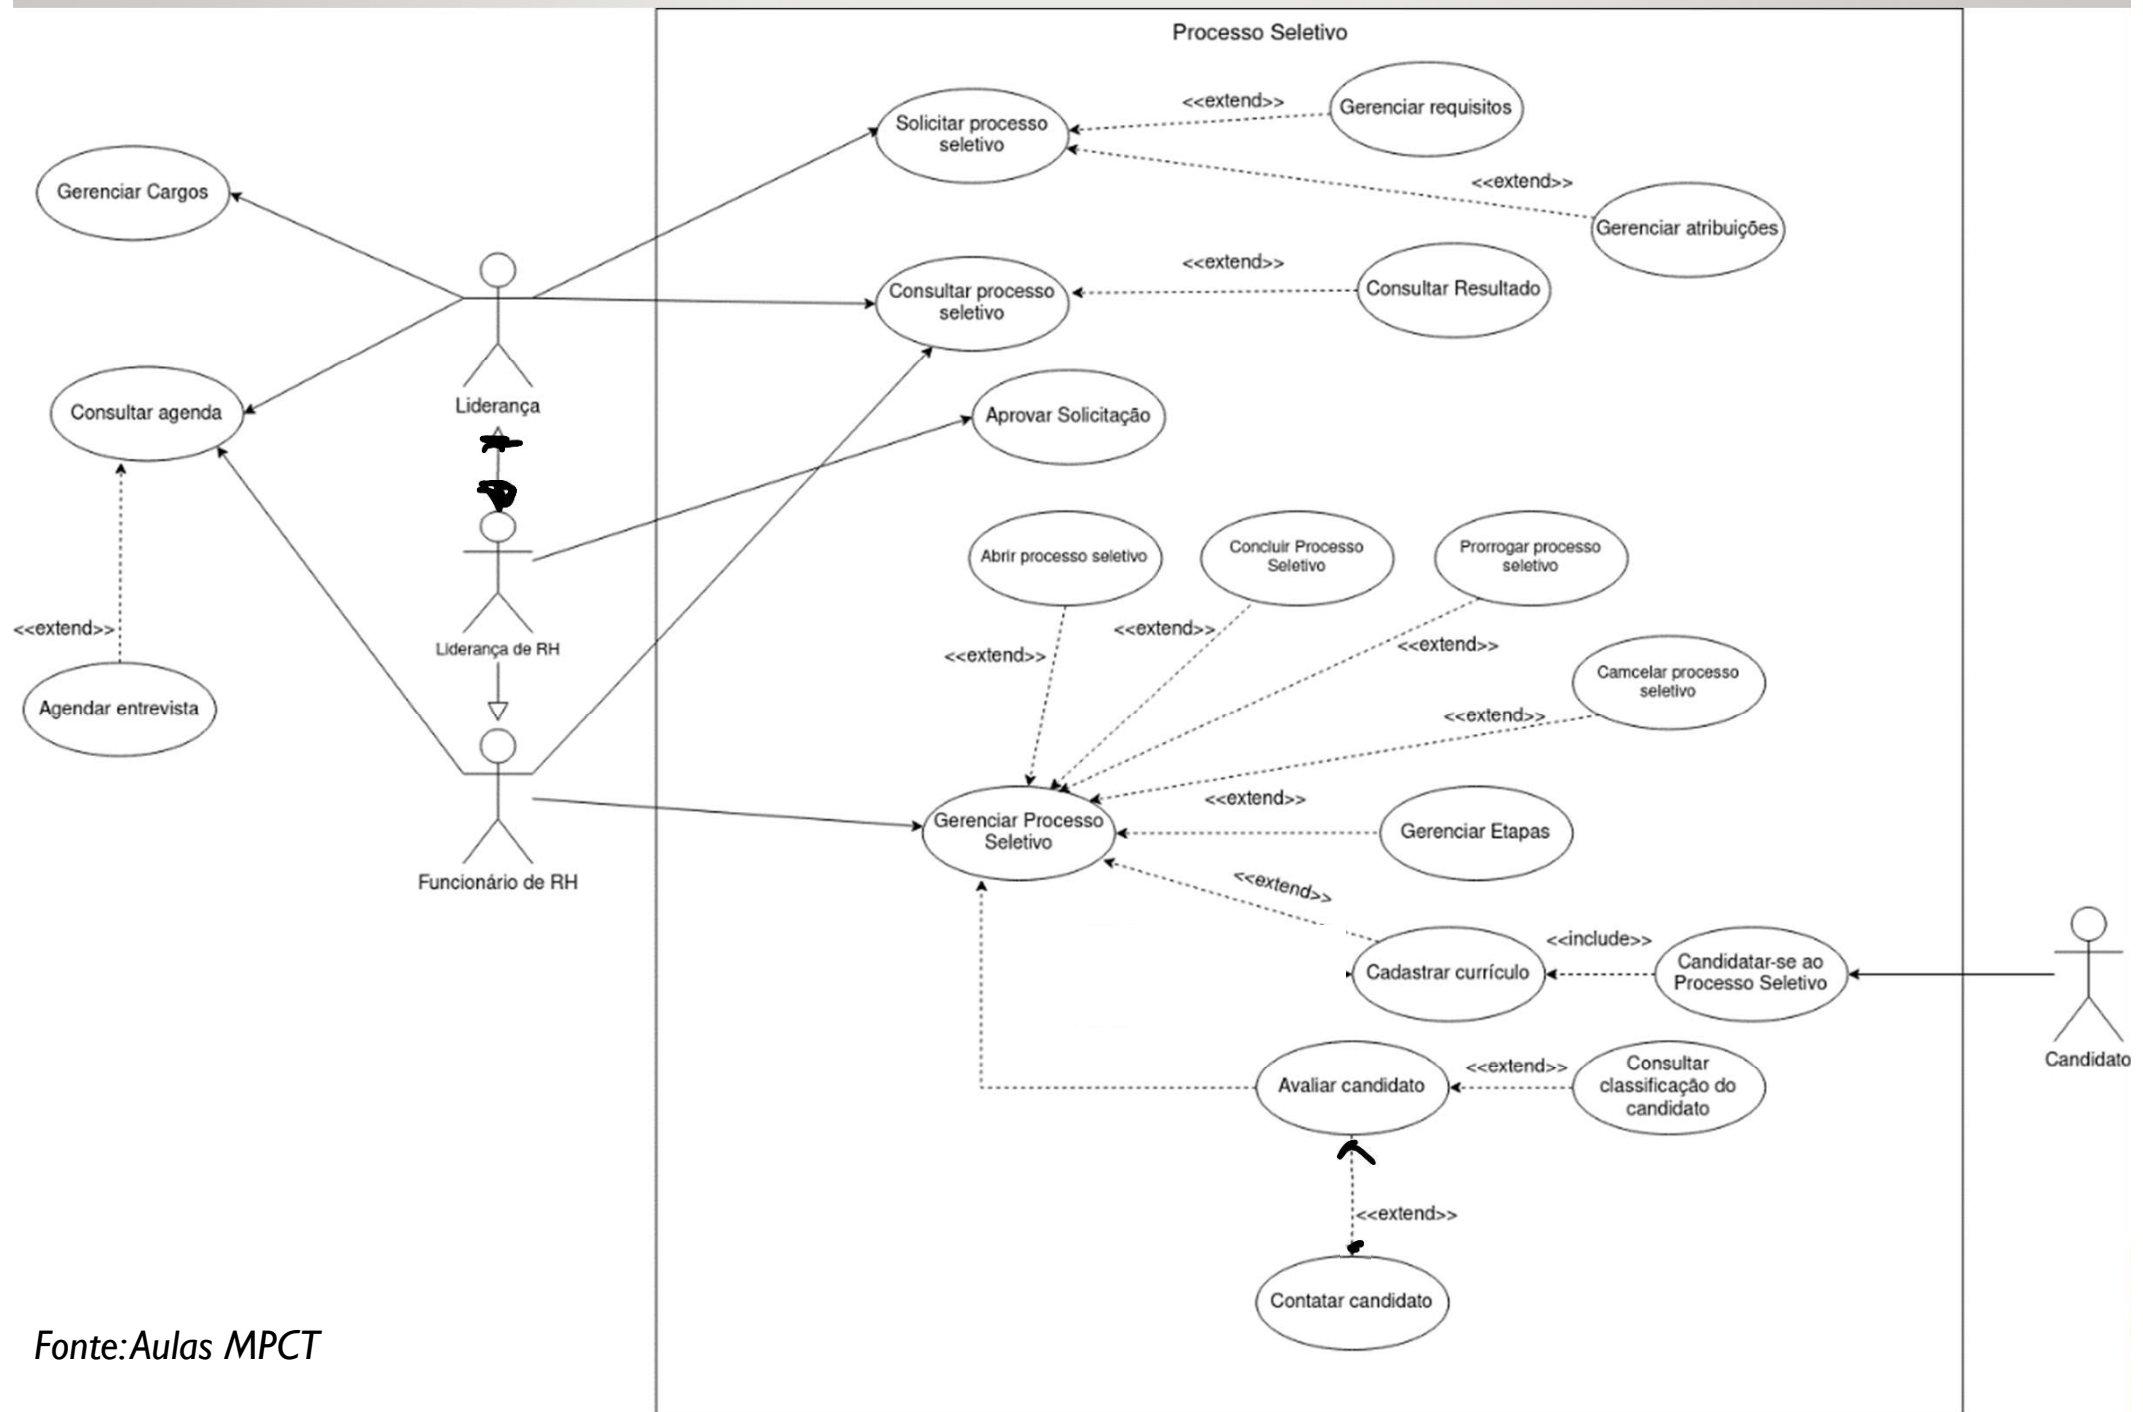 Processo Seletivo
<<extend>>
Gerenciar requisitos
Solicitar processo
seletivo
<<extend>>
Gerenciar Cargos
Gerenciar atribuições
<<extend>>
Consultar processo
seletivo
Consultar Resultado
Liderança
Consultar agenda
Aprovar Solicitação
Abrir processo seletivo
Concluir Processo
Seletivo
Prorrogar processo
seletivo
<<extend>>
<<extend>>
<<extend>>
<<extend>>
Liderança de RH
Camcelar processo
seletivo
Agendar entrevista
<<extend>>
<<extend>>
Gerenciar Processo
Seletivo
Gerenciar Etapas
Funcionário de RH
<<extend>>
<<include>>
Cadastrar currículo
Candidatar-se ao
Processo Seletivo
Candidato
Avaliar candidato
<<extend>>
Consultar
classificação do
candidato
<<extend>>
Contatar candidato
Fonte: Aulas MPCT